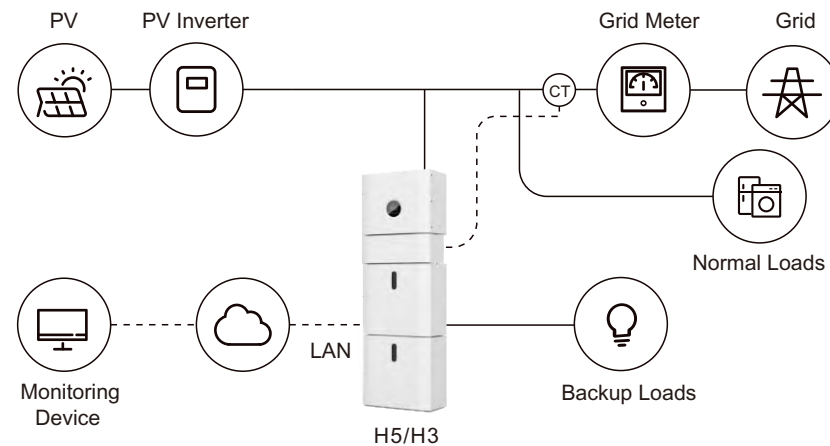 PV
PV Inverter
Grid Meter
Grid
CT
Normal Loads
LAN
Monitoring
Device
Backup Loads
H5/H3